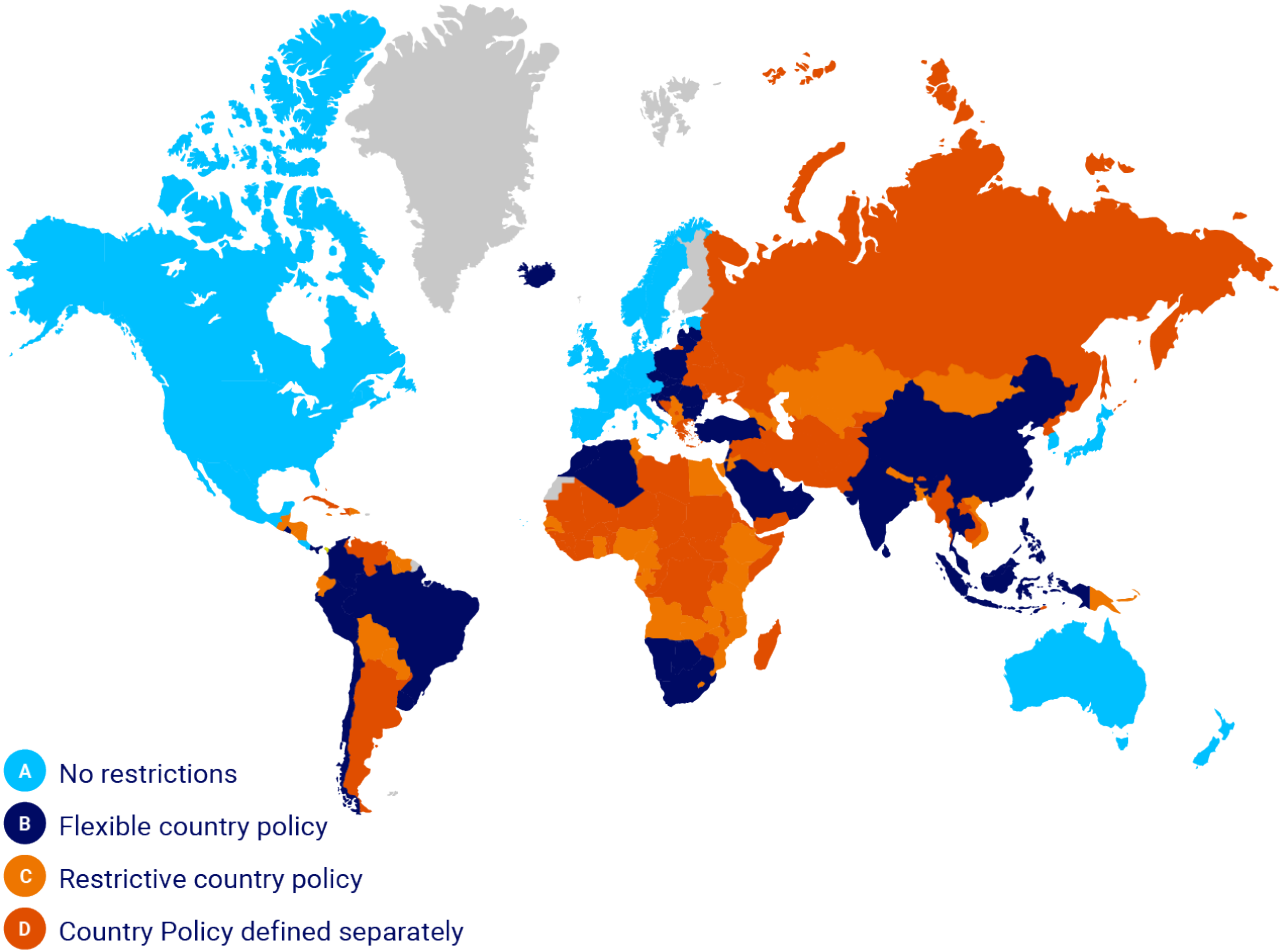 A No restrictions
B Flexible country policy
C Restrictive country policy
D Country Policy defined separately